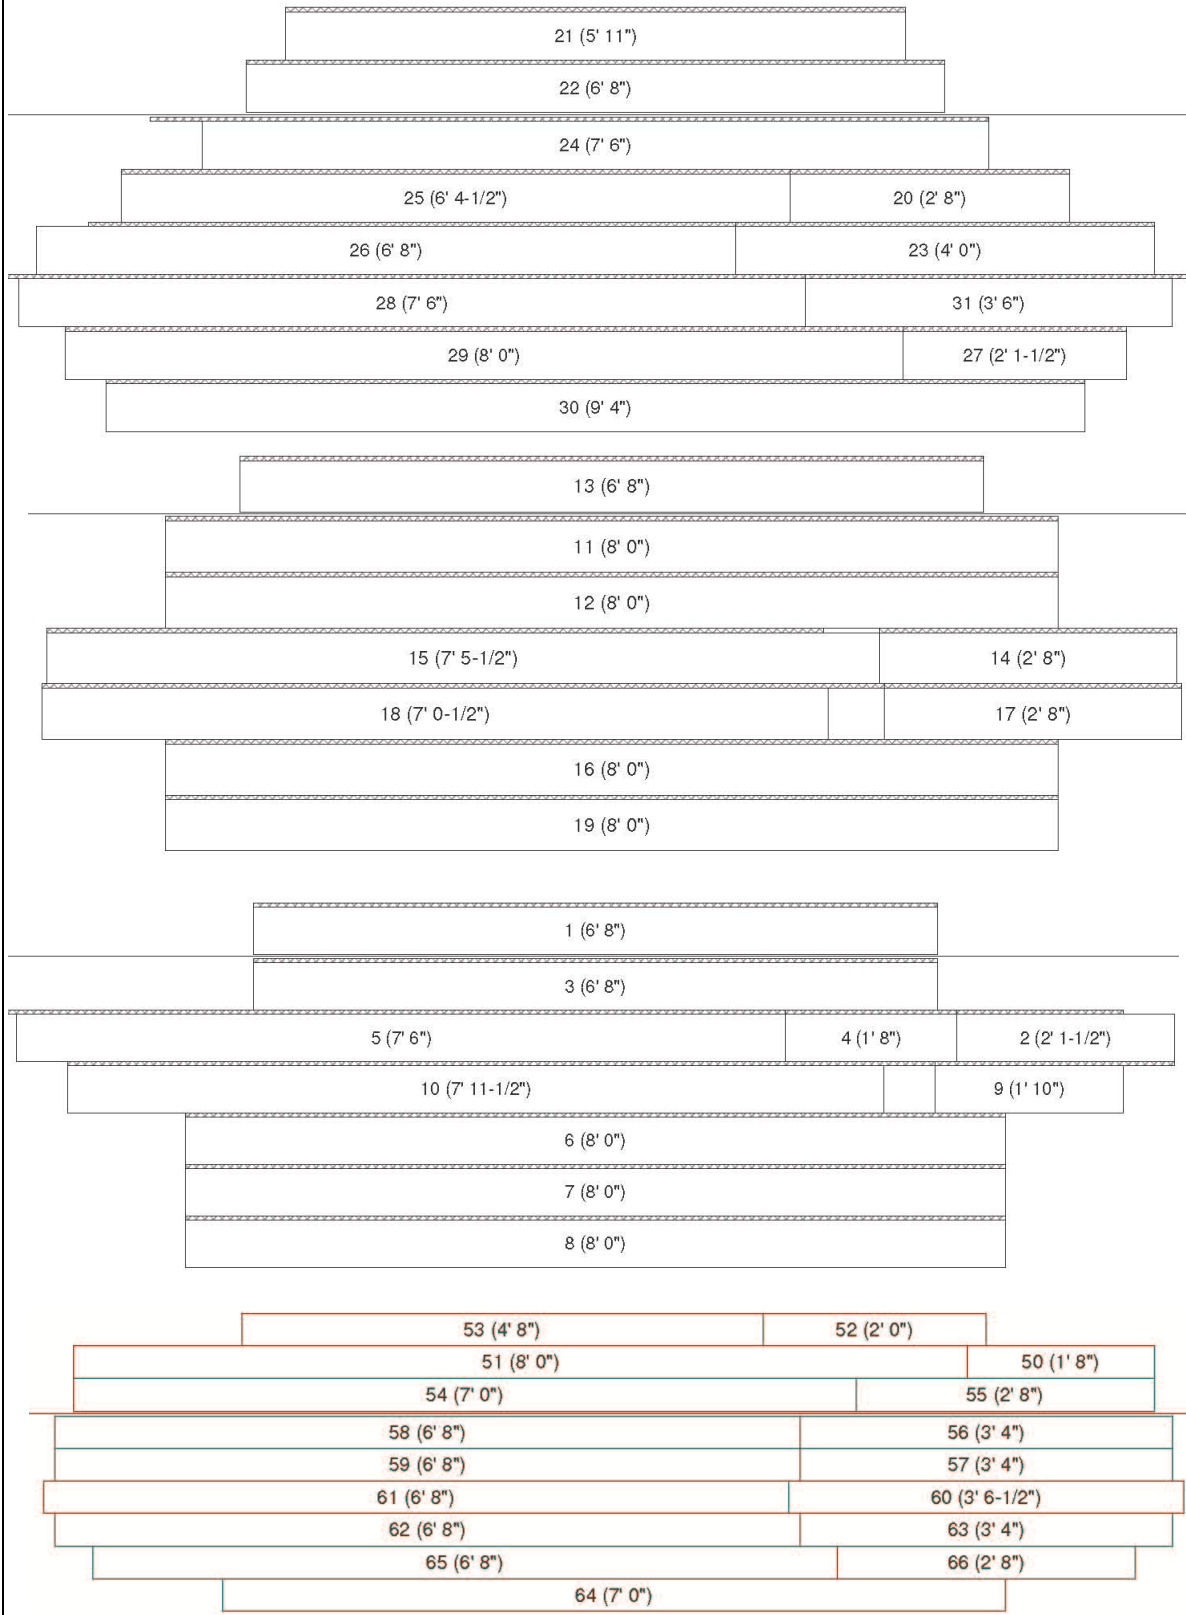 21 (5' 11")
22 (6' 8")
24 (7' 6")
25 (6' 4-1/2") 20 (2' 8")
26 (6' 8") 23 (4' 0")
28 (7' 6") 31 (3' 6")
29 (8' 0") 27 (2' 1-1/2")
30 (9' 4")
13 (6' 8")
11 (8' 0")
12 (8' 0")
15 (7' 5-1/2") 14 (2' 8")
18 (7' 0-1/2") 17 (2' 8")
16 (8' 0")
19 (8' 0")
1 (6' 8")
3 (6' 8")
5 (7' 6") 4 (1' 8") 2 (2' 1-1/2")
10 (7' 11-1/2") 9 (1' 10")
6 (8' 0")
7 (8' 0")
8 (8' 0")
53 (4' 8") 52 (2' 0")
51 (8' 0") 50 (1' 8")
54 (7' 0") 55 (2' 8")
58 (6' 8") 56 (3' 4")
59 (6' 8") 57 (3' 4")
61 (6' 8") 60 (3' 6-1/2")
62 (6' 8") 63 (3' 4")
65 (6' 8") 66 (2' 8")
64 (7' 0")